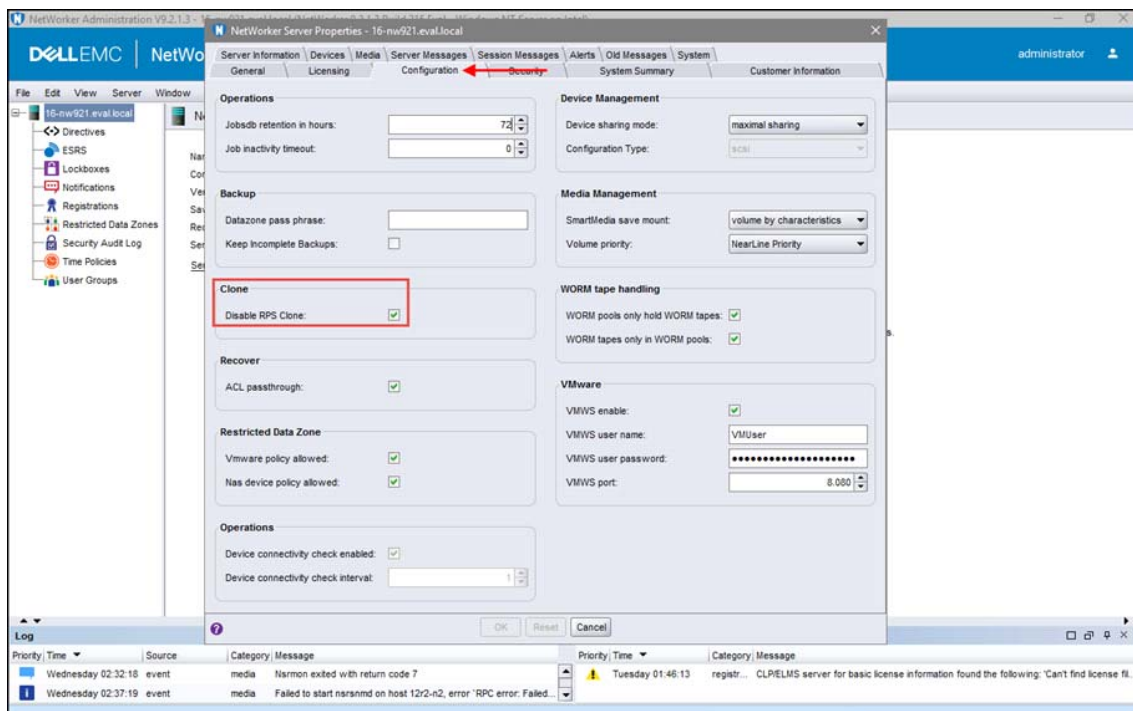 NetWorker Administration V9.2.1.3 -
NetWorker Server Properties - 16-nw921.eval.local
DELLEMC NetWo
administrator
Server Information Devices Media Server Messages Session Messages Alerts Old Messages System
General Licensing Configuration Security System Summary Customer Information
File Edit View Server Window
16-nw921.eval.local
Directives
ESRS
Lockboxes
Notifications
Registrations
Restricted Data Zones
Security Audit Log
Time Policies
User Groups
Operations
Jobsdb retention in hours: 72
Job inactivity timeout: 0
Backup
Datazone pass phrase:
Keep Incomplete Backups:
Clone
Disable RPS Clone:
Recover
ACL passthrough:
Restricted Data Zone
Vmware policy allowed:
Nas device policy allowed:
Operations
Device connectivity check enabled:
Device connectivity check interval: 1
Device Management
Device sharing mode: maximal sharing
Configuration Type: scsi
Media Management
SmartMedia save mount: volume by characteristics
Volume priority: NearLine Priority
WORM tape handling
WORM pools only hold WORM tapes:
WORM tapes only in WORM pools:
VMware
VMWS enable:
VMWS user name: VMUser
VMWS user password: ••••••••••••••••••••
VMWS port: 8.080
OK Reset Cancel
Log
Priority Time Source Category Message
Wednesday 02:32:18 event media Nsrmon exited with return code 7
Wednesday 02:37:19 event media Failed to start nsrsnmd on host 12r2-n2, error `RPC error: Failed...
Priority Time Category Message
Tuesday 01:46:13 registr... CLP/ELMS server for basic license information found the following: 'Can't find license fil..